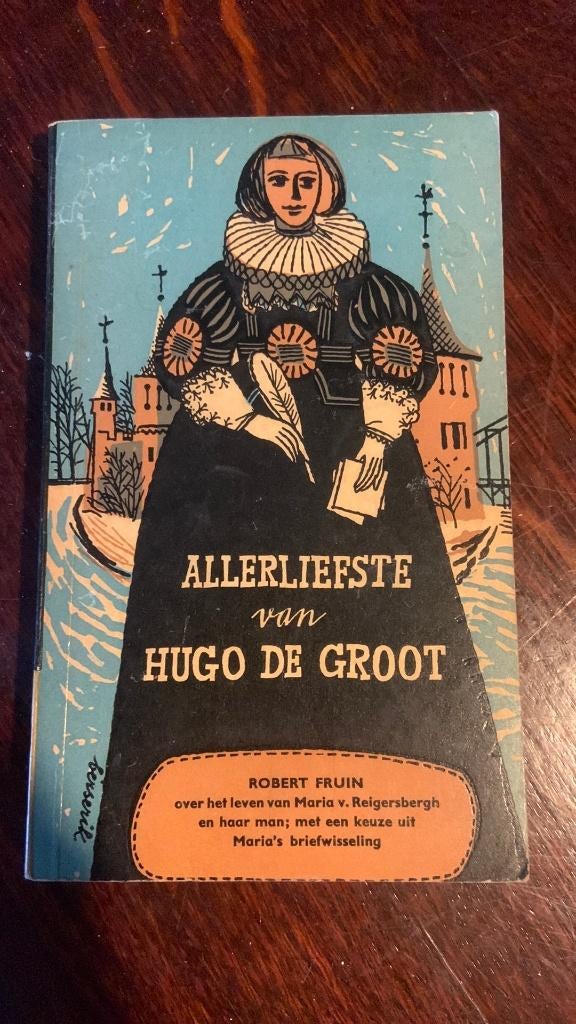 ALLERLIEFSTE
van
HUGO DE GROOT
ROBERT FRUIN
over het leven van Maria v. Reigersbergh
en haar man; met een keuze uit
Maria's briefwisseling